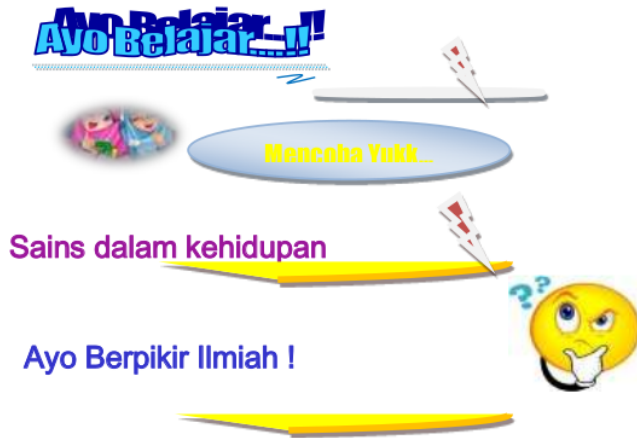 Ayo Belajar....!!
Mencoba Yukk...
Sains dalam kehidupan
??
Ayo Berpikir Ilmiah !